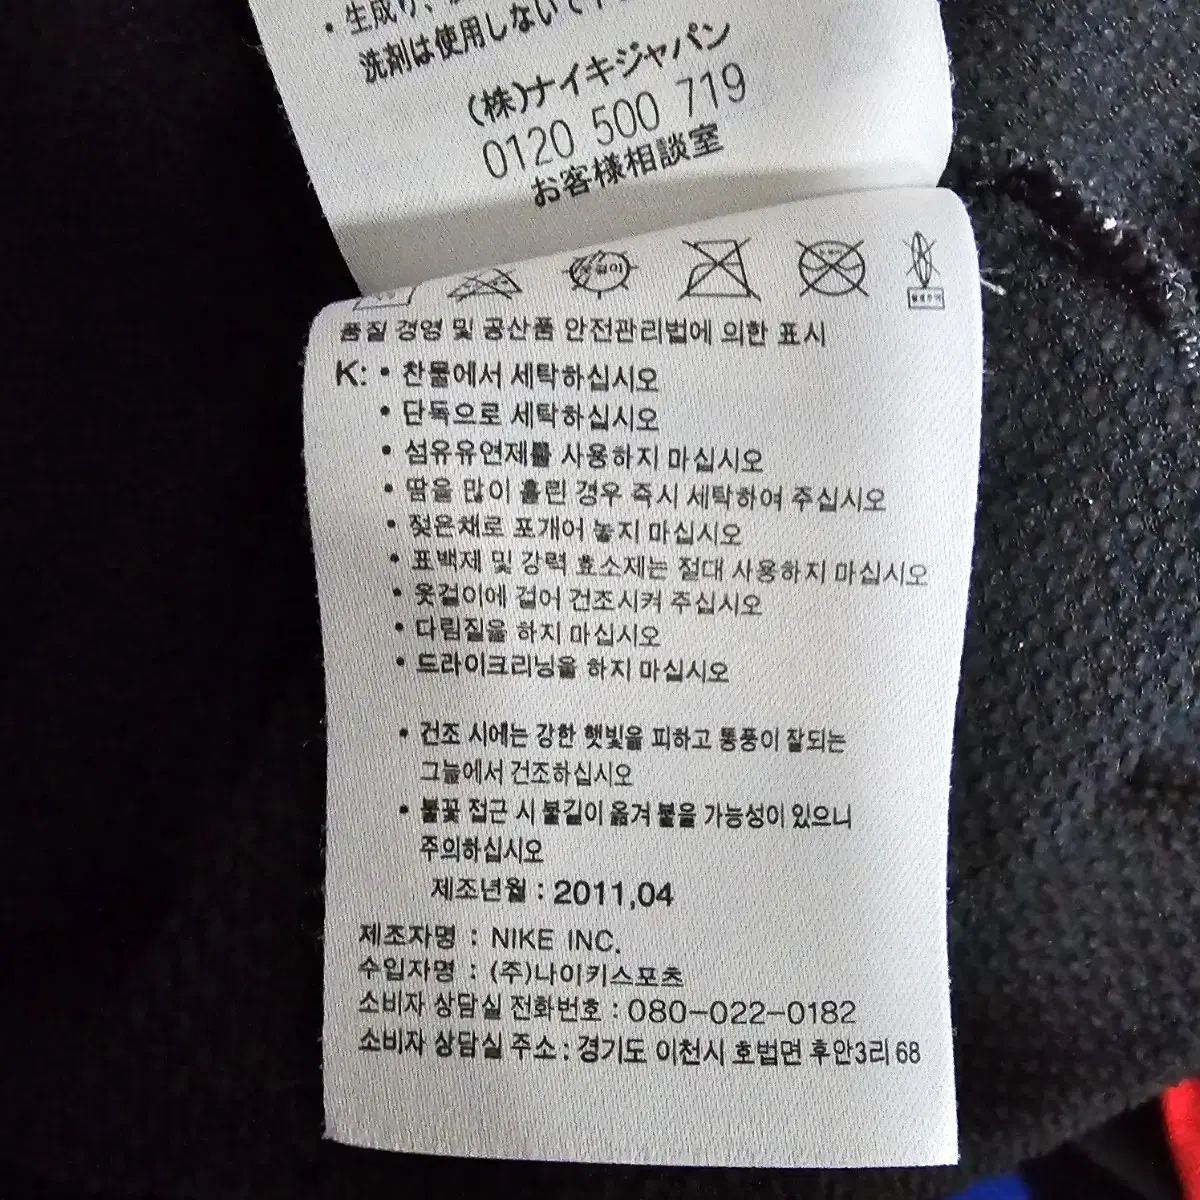 ・生成り、
洗剤は使用しないで下
(株)ナイキジャパン
0120 500 719
お客様相談室
품질 경영 및 공산품 안전관리법에 의한 표시
K: • 찬물에서 세탁하십시오
• 단독으로 세탁하십시오
• 섬유유연제를 사용하지 마십시오
• 땀을 많이 흘린 경우 즉시 세탁하여 주십시오
• 젖은채로 포개어 놓지 마십시오
• 표백제 및 강력 효소제는 절대 사용하지 마십시오
• 옷걸이에 걸어 건조시켜 주십시오
• 다림질을 하지 마십시오
• 드라이크리닝을 하지 마십시오
• 건조 시에는 강한 햇빛을 피하고 통풍이 잘되는
그늘에서 건조하십시오
• 불꽃 접근 시 불길이 옮겨 붙을 가능성이 있으니
주의하십시오
제조년월 : 2011,04
제조자명 : NIKE INC.
수입자명 : (주)나이키스포츠
소비자 상담실 전화번호 : 080-022-0182
소비자 상담실 주소 : 경기도 이천시 호법면 후안3리 68